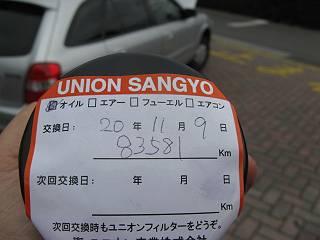 UNION SANGYO
オイル エアー フューエル エアコン
交換日: 20 年 11 月 9 日
83581 Km
次回交換日: 年 月 日
Km
次回交換時もユニオンフィルターをどうぞ。